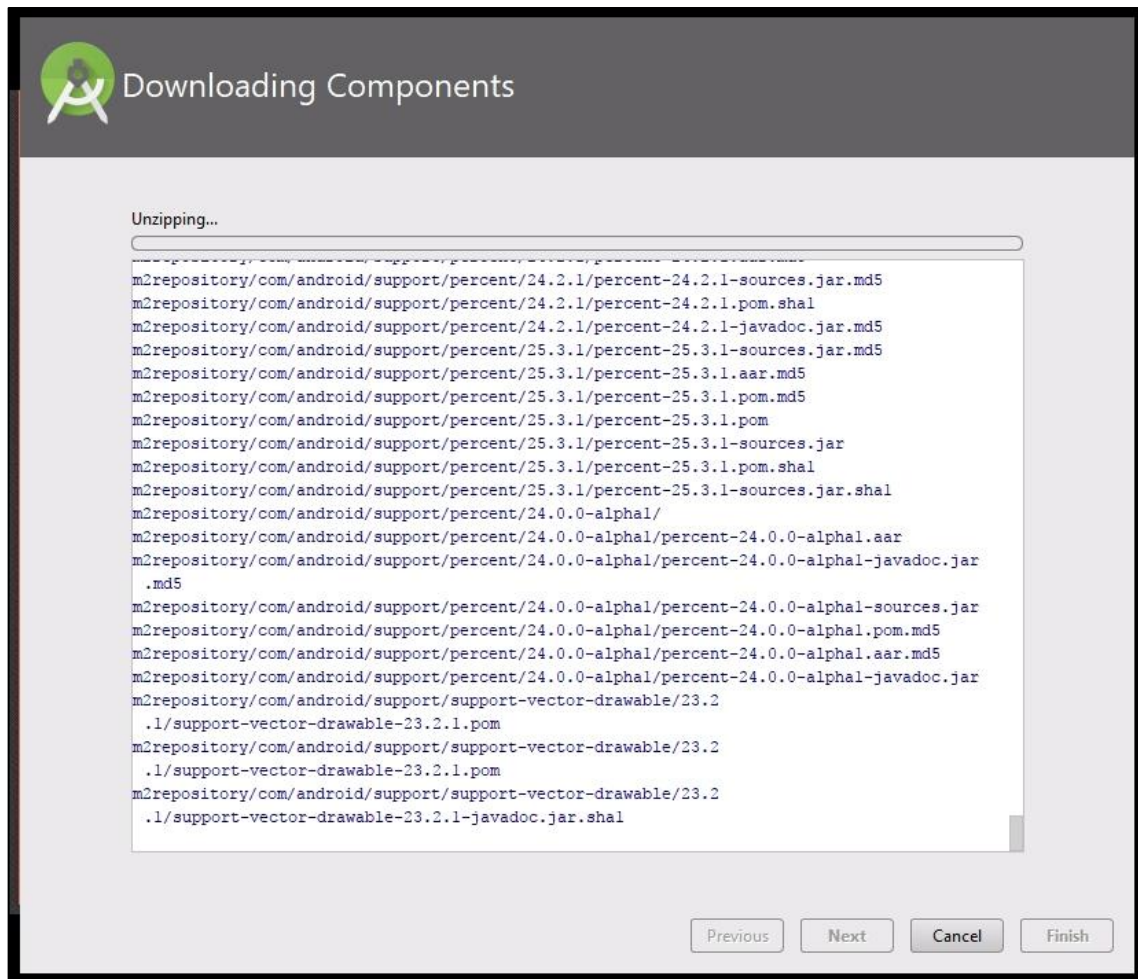 Downloading Components
Unzipping...
m2repository/com/android/support/percent/24.2.1/percent-24.2.1-sources.jar.md5
m2repository/com/android/support/percent/24.2.1/percent-24.2.1.pom.sha1
m2repository/com/android/support/percent/24.2.1/percent-24.2.1-javadoc.jar.md5
m2repository/com/android/support/percent/25.3.1/percent-25.3.1-sources.jar.md5
m2repository/com/android/support/percent/25.3.1/percent-25.3.1.aar.md5
m2repository/com/android/support/percent/25.3.1/percent-25.3.1.pom.md5
m2repository/com/android/support/percent/25.3.1/percent-25.3.1.pom
m2repository/com/android/support/percent/25.3.1/percent-25.3.1-sources.jar
m2repository/com/android/support/percent/25.3.1/percent-25.3.1.pom.sha1
m2repository/com/android/support/percent/25.3.1/percent-25.3.1-sources.jar.sha1
m2repository/com/android/support/percent/24.0.0-alpha1/
m2repository/com/android/support/percent/24.0.0-alpha1/percent-24.0.0-alpha1.aar
m2repository/com/android/support/percent/24.0.0-alpha1/percent-24.0.0-alpha1-javadoc.jar
.md5
m2repository/com/android/support/percent/24.0.0-alpha1/percent-24.0.0-alpha1-sources.jar
m2repository/com/android/support/percent/24.0.0-alpha1/percent-24.0.0-alpha1.pom.md5
m2repository/com/android/support/percent/24.0.0-alpha1/percent-24.0.0-alpha1.aar.md5
m2repository/com/android/support/percent/24.0.0-alpha1/percent-24.0.0-alpha1-javadoc.jar
m2repository/com/android/support/support-vector-drawable/23.2
.1/support-vector-drawable-23.2.1.pom
m2repository/com/android/support/support-vector-drawable/23.2
.1/support-vector-drawable-23.2.1.pom
m2repository/com/android/support/support-vector-drawable/23.2
.1/support-vector-drawable-23.2.1-javadoc.jar.sha1
Previous Next Cancel Finish